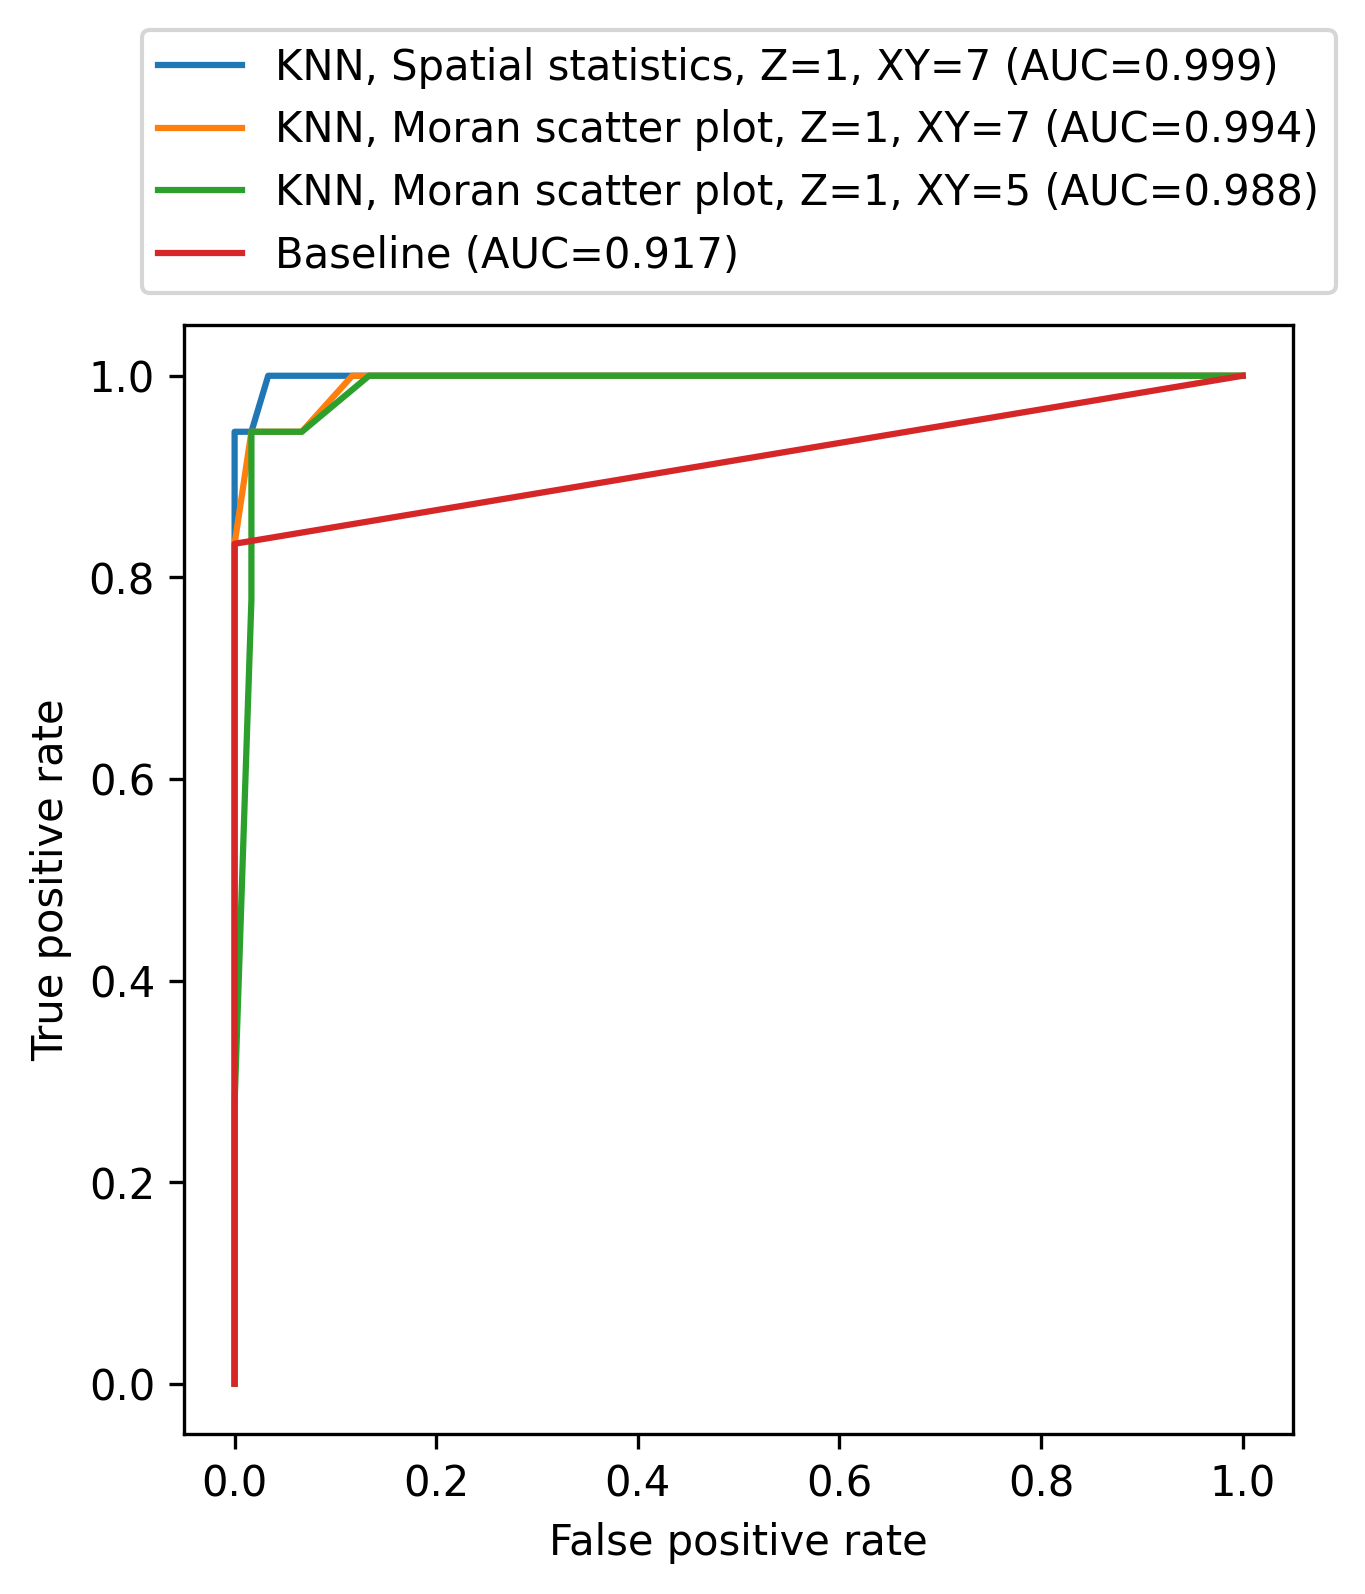 KNN, Spatial statistics, Z=1, XY=7 (AUC=0.999)
KNN, Moran scatter plot, Z=1, XY=7 (AUC=0.994)
KNN, Moran scatter plot, Z=1, XY=5 (AUC=0.988)
Baseline (AUC=0.917)
1.0
0.8
0.6
0.4
0.2
0.0
True positive rate
0.0 0.2 0.4 0.6 0.8 1.0
False positive rate